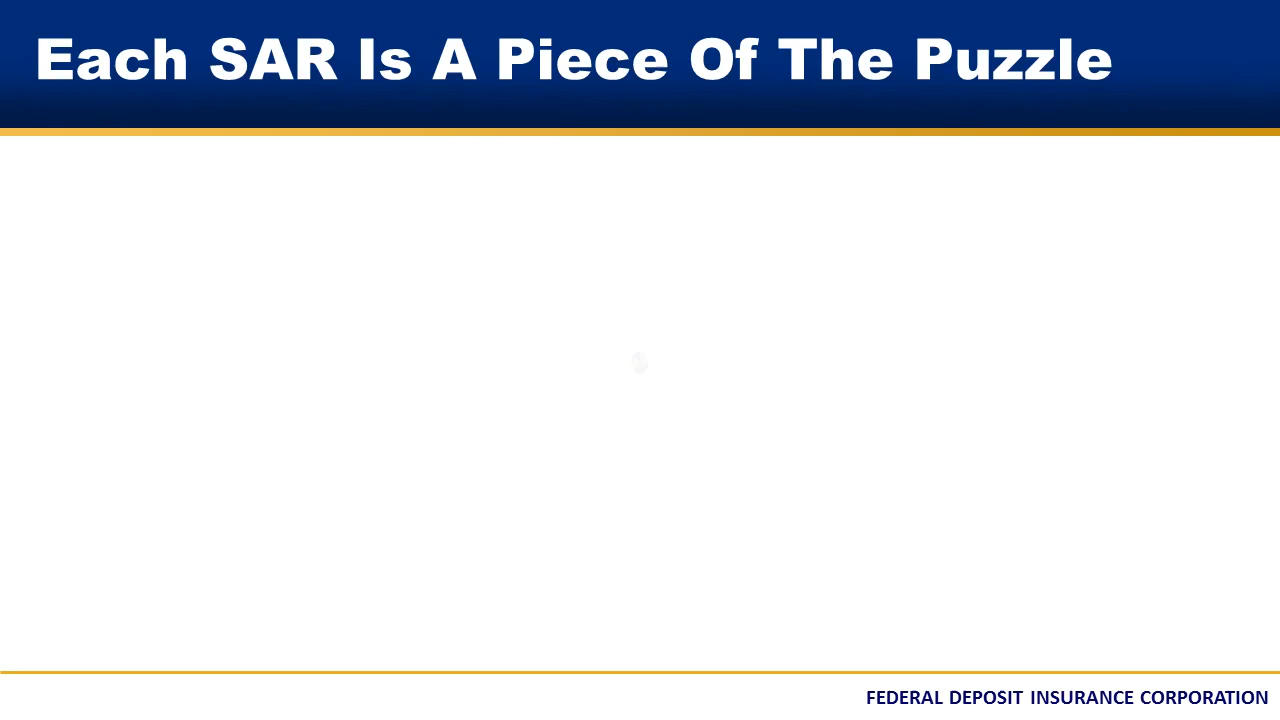 Each SAR Is A Piece Of The Puzzle
FEDERAL DEPOSIT INSURANCE CORPORATION